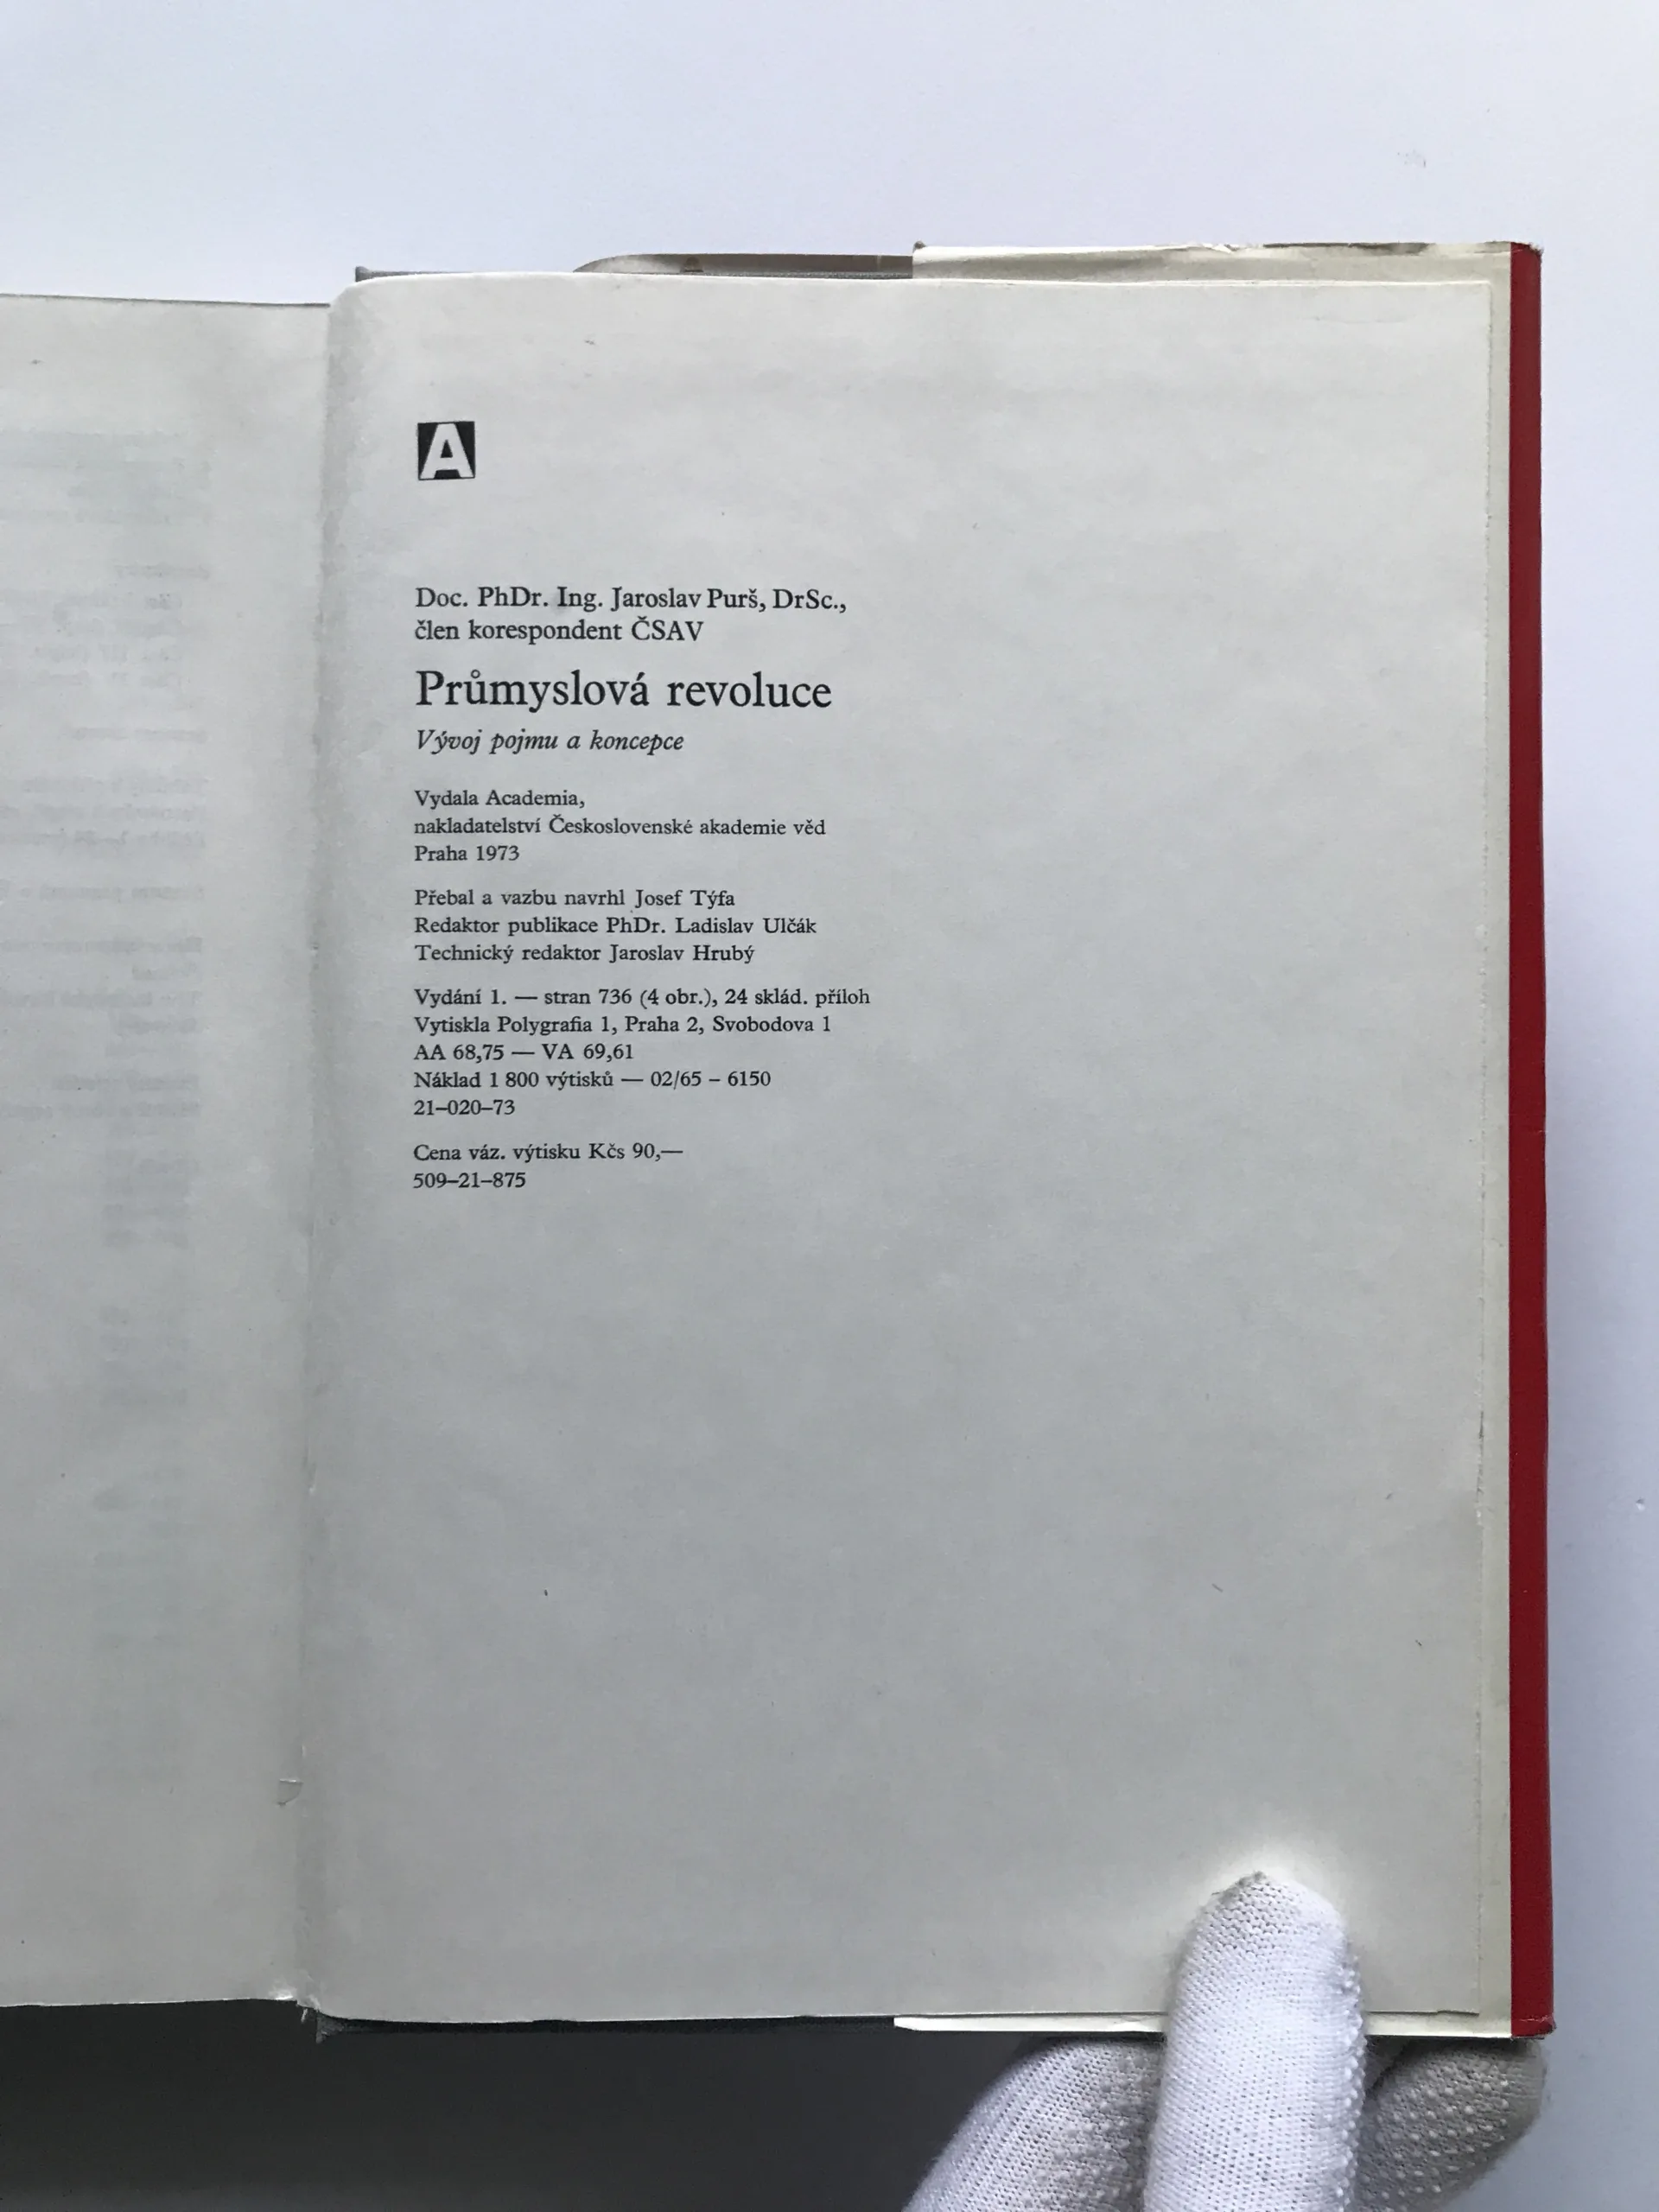 A
Doc. PhDr. Ing. Jaroslav Purš, DrSc.,
člen korespondent ČSAV
Průmyslová revoluce
Vývoj pojmu a koncepce
Vydala Academia,
nakladatelství Československé akademie věd
Praha 1973
Přebal a vazbu navrhl Josef Týfa
Redaktor publikace PhDr. Ladislav Ulčák
Technický redaktor Jaroslav Hrubý
Vydání 1. — stran 736 (4 obr.), 24 sklád. příloh
Vytiskla Polygrafia 1, Praha 2, Svobodova 1
AA 68,75 — VA 69,61
Náklad 1 800 výtisků — 02/65 – 6150
21–020–73
Cena váz. výtisku Kčs 90,—
509–21–875